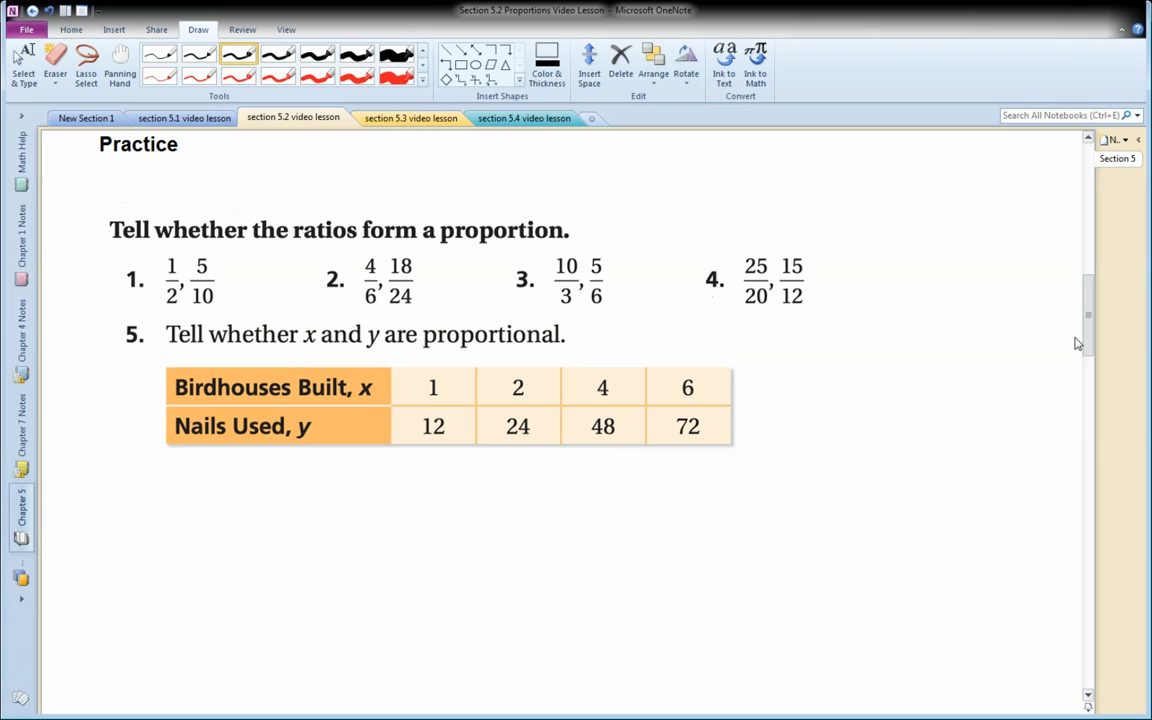 Section 5.2 Proportions Video Lesson - Microsoft OneNote
File Home Insert Share Draw Review View
Select & Type
Eraser
Lasso Select
Panning Hand
Color & Thickness
Insert Space
Delete
Arrange
Rotate
Ink to Text
Ink to Math
Tools
Insert Shapes
Edit
Convert
New Section 1 section 5.1 video lesson section 5.2 video lesson section 5.3 video lesson section 5.4 video lesson
Search All Notebooks (Ctrl+E)
N..
Section 5
Math Help
Chapter 1 Notes
Chapter 4 Notes
Chapter 7 Notes
Chapter 5
Practice
Tell whether the ratios form a proportion.
1. 1/2, 5/10 2. 4/6, 18/24 3. 10/3, 5/6 4. 25/20, 15/12
5. Tell whether x and y are proportional.
Birdhouses Built, x 1 2 4 6
Nails Used, y 12 24 48 72